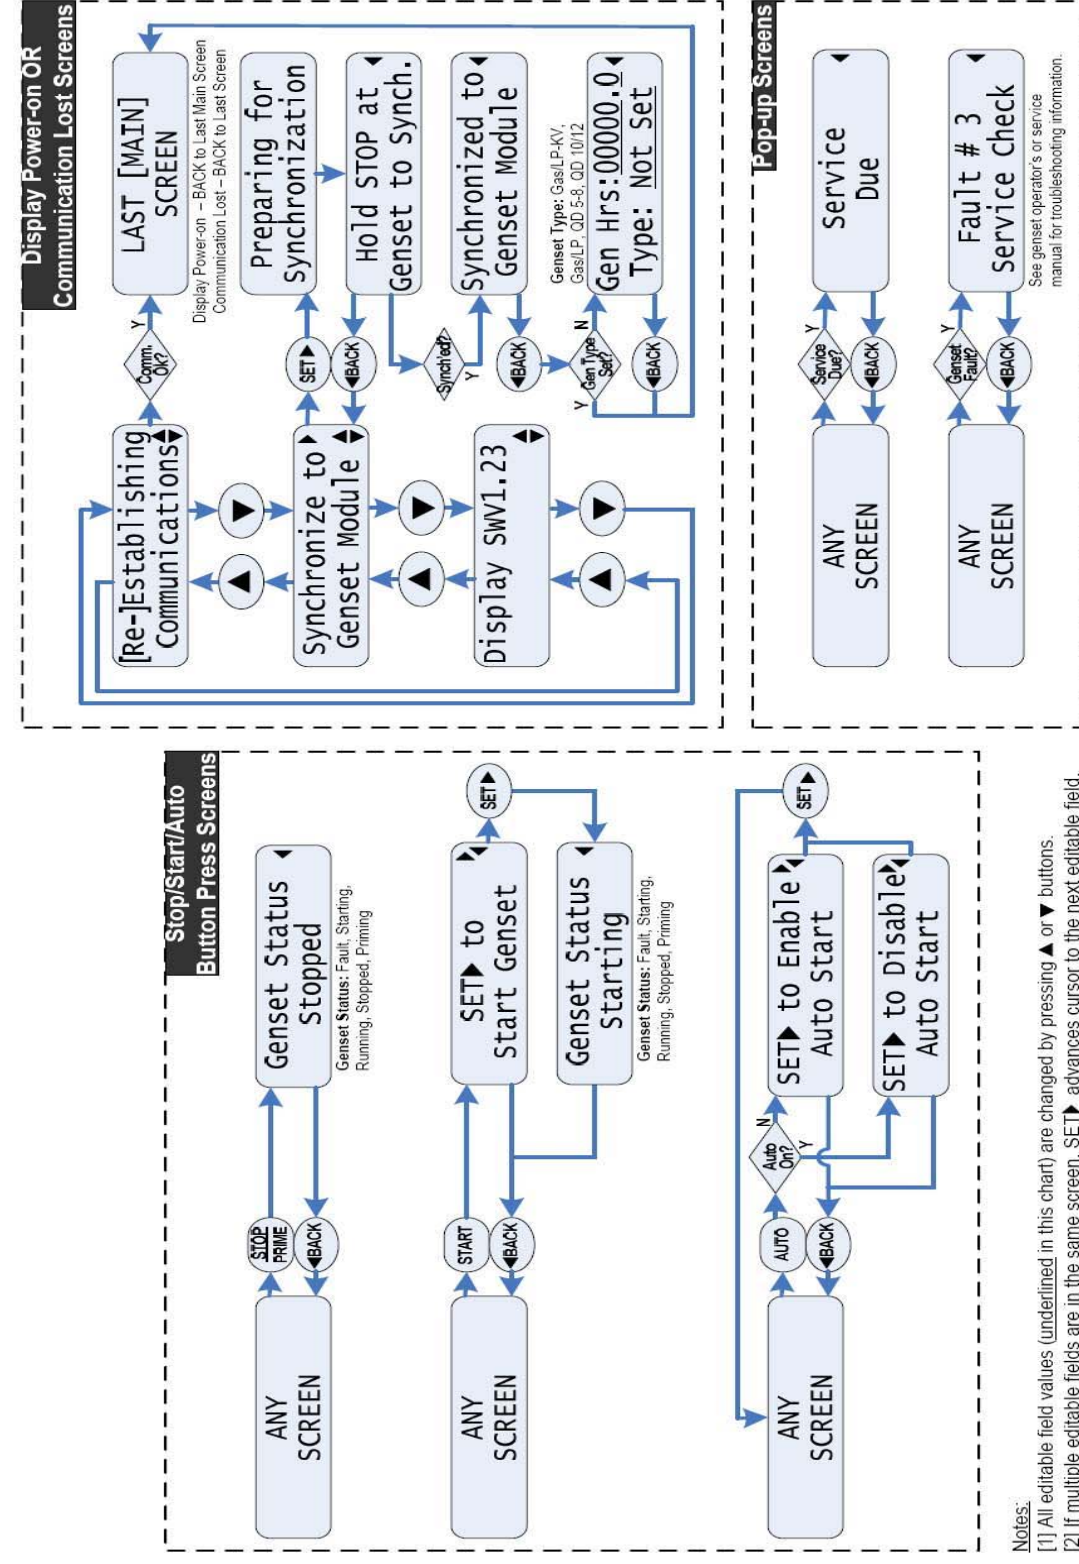 Stop/Start/Auto
Button Press Screens
ANY
SCREEN
STOP
PRIME
◀BACK
Genset Status
Stopped
◀
Genset Status: Fault, Starting,
Running, Stopped, Priming
ANY
SCREEN
START
◀BACK
SET▶ to
Start Genset
SET▶
Genset Status
Starting
◀
Genset Status: Fault, Starting,
Running, Stopped, Priming
ANY
SCREEN
AUTO
◀BACK
Auto
On?
N
Y
SET▶ to Enable
Auto Start
SET▶
SET▶ to Disable
Auto Start
Display Power-on OR
Communication Lost Screens
[Re-]Establishing
Communications
Comm.
OK?
Y
LAST [MAIN]
SCREEN
Display Power-on – BACK to Last Main Screen
Communication Lost – BACK to Last Screen
▲
▼
Synchronize to
Genset Module
SET▶
◀BACK
Preparing for
Synchronization
Hold STOP at
Genset to Synch.
▲
▼
Synch'ed?
Y
Synchronized to
Genset Module
◀BACK
Display SWV1.23
▲
▼
Genset Type: Gas/LP-KV,
Gas/LP, QD 5-8, QD 10/12
Gen Type
Set?
Y
N
Gen Hrs:00000.0
Type: Not Set
◀BACK
Pop-up Screens
ANY
SCREEN
Service
Due?
Y
◀BACK
Service
Due
ANY
SCREEN
Genset
Fault?
Y
◀BACK
Fault # 3
Service Check
See genset operator's or service
manual for troubleshooting information.
Notes:
[1] All editable field values (underlined in this chart) are changed by pressing ▲ or ▼ buttons.
[2] If multiple editable fields are in the same screen, SET▶ advances cursor to the next editable field.